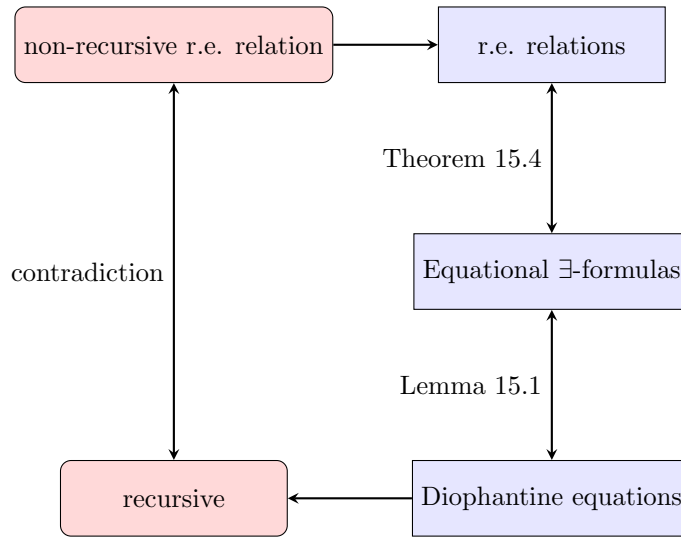 non-recursive r.e. relation
r.e. relations
Theorem 15.4
contradiction
Equational ∃-formulas
Lemma 15.1
recursive
Diophantine equations